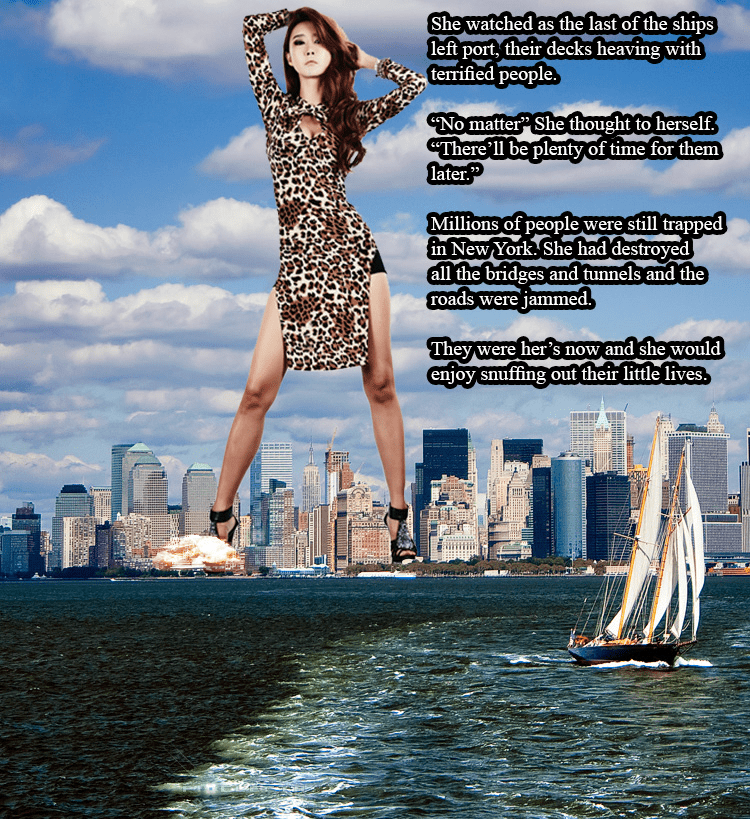 She watched as the last of the ships
left port, their decks heaving with
terrified people.
“No matter” She thought to herself.
“There’ll be plenty of time for them
later.”
Millions of people were still trapped
in New York. She had destroyed
all the bridges and tunnels and the
roads were jammed.
They were her’s now and she would
enjoy snuffing out their little lives.